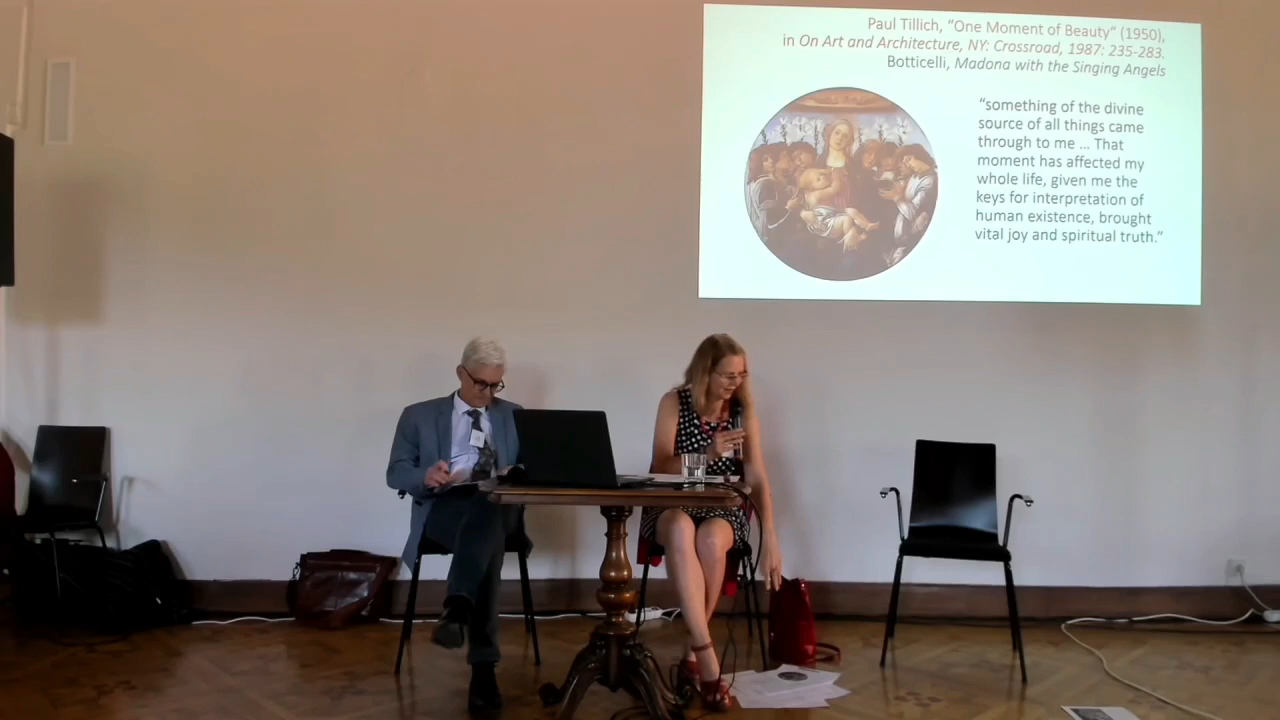 Paul Tillich, "One Moment of Beauty" (1950),
in On Art and Architecture, NY: Crossroad, 1987: 235-283.
Botticelli, Madona with the Singing Angels
"something of the divine
source of all things came
through to me ... That
moment has affected my
whole life, given me the
keys for interpretation of
human existence, brought
vital joy and spiritual truth."